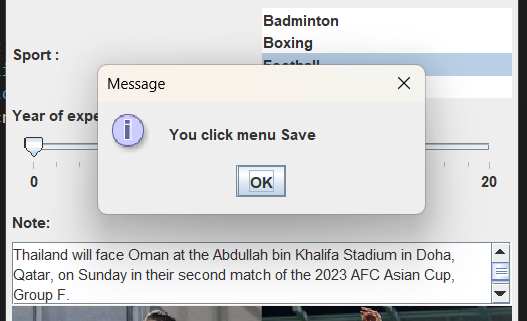 Badminton
Boxing
Sport :
Football
Message
Year of expe
You click menu Save
OK
0
20
Note:
Thailand will face Oman at the Abdullah bin Khalifa Stadium in Doha,
Qatar, on Sunday in their second match of the 2023 AFC Asian Cup,
Group F.